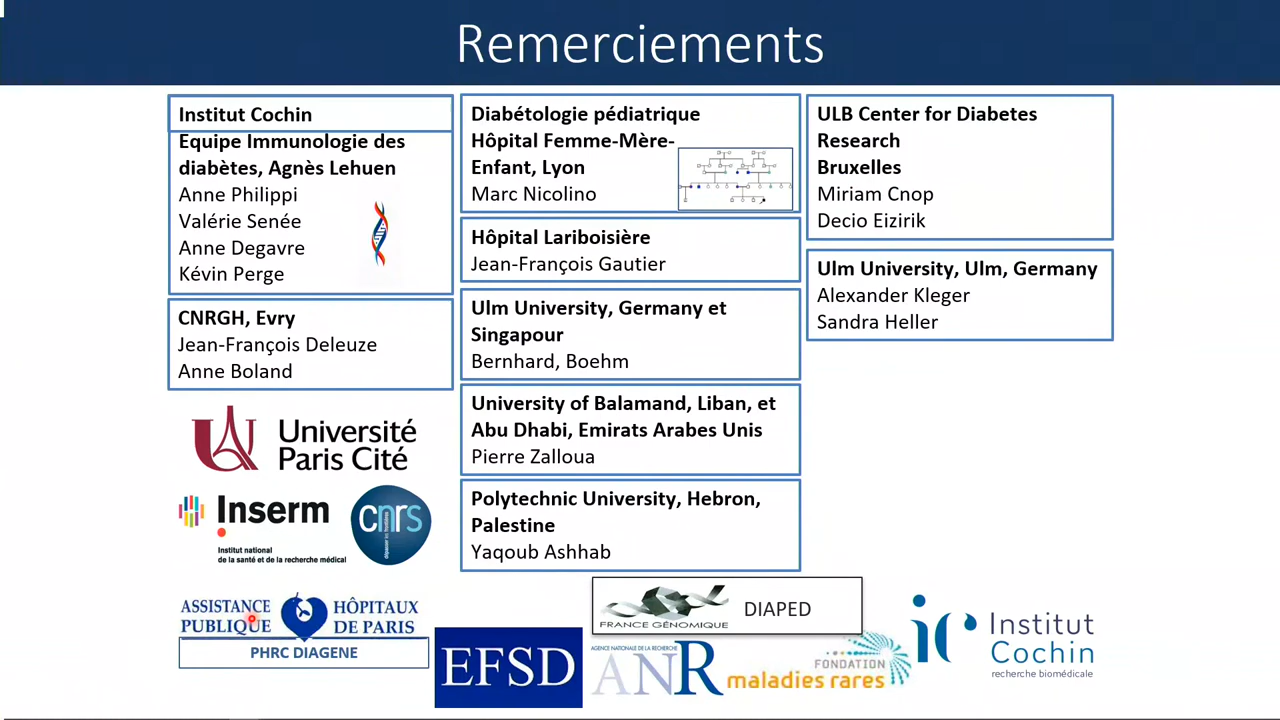 Remerciements
Institut Cochin
Equipe Immunologie des
diabètes, Agnès Lehuen
Anne Philippi
Valérie Senée
Anne Degavre
Kévin Perge
CNRGH, Evry
Jean-François Deleuze
Anne Boland
Diabétologie pédiatrique
Hôpital Femme-Mère-
Enfant, Lyon
Marc Nicolino
Hôpital Lariboisière
Jean-François Gautier
Ulm University, Germany et
Singapour
Bernhard, Boehm
University of Balamand, Liban, et
Abu Dhabi, Emirats Arabes Unis
Pierre Zalloua
Polytechnic University, Hebron,
Palestine
Yaqoub Ashhab
ULB Center for Diabetes
Research
Bruxelles
Miriam Cnop
Decio Eizirik
Ulm University, Ulm, Germany
Alexander Kleger
Sandra Heller
Université
Paris Cité
Inserm
Institut national
de la santé et de la recherche médical
cnrs
dépasser les frontières
ASSISTANCE
PUBLIQUE
HÔPITAUX
DE PARIS
PHRC DIAGENE
EFSD
FRANCE GÉNOMIQUE
DIAPED
AGENCE NATIONALE DE LA RECHERCHE
ANR
FONDATION
maladies rares
ic
Institut
Cochin
recherche biomédicale